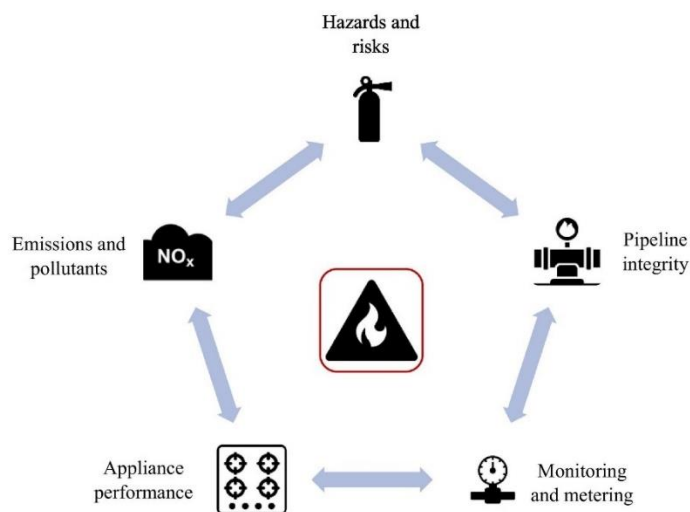 Hazards and
risks
Emissions and
pollutants
NOx
Pipeline
integrity
Appliance
performance
Monitoring
and metering